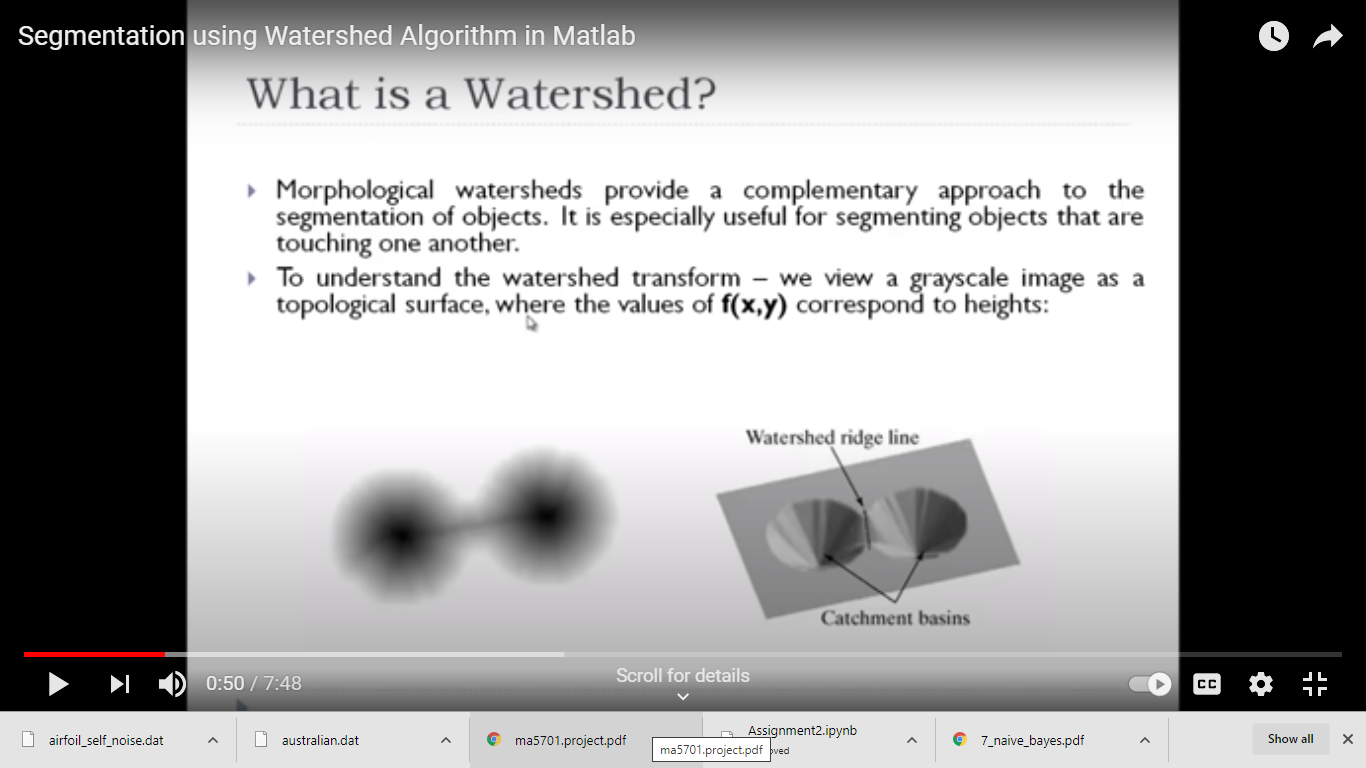 Segmentation using Watershed Algorithm in Matlab
What is a Watershed?
Morphological watersheds provide a complementary approach to the
segmentation of objects. It is especially useful for segmenting objects that are
touching one another.
To understand the watershed transform – we view a grayscale image as a
topological surface, where the values of f(x,y) correspond to heights:
Watershed ridge line
Catchment basins
Scroll for details
0:50 / 7:48
CC
airfoil_self_noise.dat
australian.dat
ma5701.project.pdf
Assignment2.ipynb
7_naive_bayes.pdf
Show all
ma5701.project.pdf